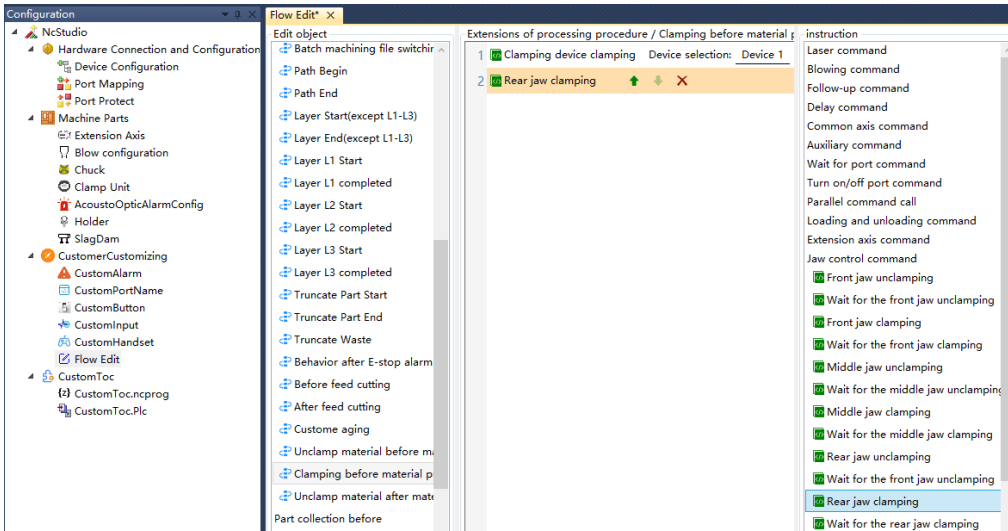 Configuration
NcStudio
Hardware Connection and Configuration
Device Configuration
Port Mapping
Port Protect
Machine Parts
Extension Axis
Blow configuration
Chuck
Clamp Unit
AcoustoOpticAlarmConfig
Holder
SlagDam
CustomerCustomizing
CustomAlarm
CustomPortName
CustomButton
CustomInput
CustomHandset
Flow Edit
CustomToc
CustomToc.ncprog
CustomToc.Plc
Flow Edit*
Edit object
Batch machining file switchir
Path Begin
Path End
Layer Start(except L1-L3)
Layer End(except L1-L3)
Layer L1 Start
Layer L1 completed
Layer L2 Start
Layer L2 completed
Layer L3 Start
Layer L3 completed
Truncate Part Start
Truncate Part End
Truncate Waste
Behavior after E-stop alarm
Before feed cutting
After feed cutting
Custome aging
Unclamp material before ma
Clamping before material p
Unclamp material after mate
Part collection before
Extensions of processing procedure / Clamping before material p
1 Clamping device clamping Device selection: Device 1
2 Rear jaw clamping
instruction
Laser command
Blowing command
Follow-up command
Delay command
Common axis command
Auxiliary command
Wait for port command
Turn on/off port command
Parallel command call
Loading and unloading command
Extension axis command
Jaw control command
Front jaw unclamping
Wait for the front jaw unclamping
Front jaw clamping
Wait for the front jaw clamping
Middle jaw unclamping
Wait for the middle jaw unclamping
Middle jaw clamping
Wait for the middle jaw clamping
Rear jaw unclamping
Wait for the front jaw unclamping
Rear jaw clamping
Wait for the rear jaw clamping